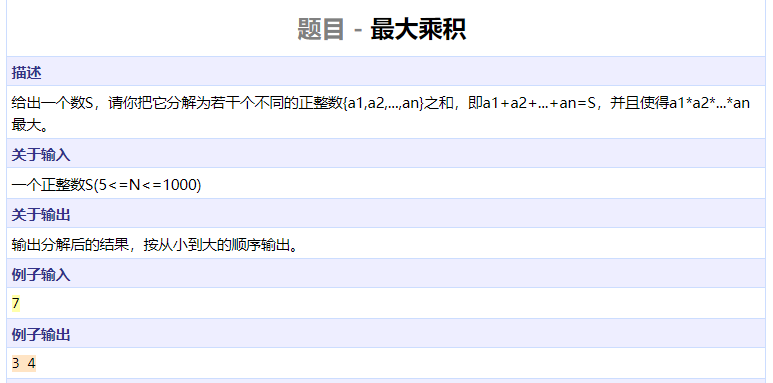 题目 - 最大乘积
描述
给出一个数S，请你把它分解为若干个不同的正整数{a1,a2,...,an}之和，即a1+a2+...+an=S，并且使得a1*a2*...*an
最大。
关于输入
一个正整数S(5<=N<=1000)
关于输出
输出分解后的结果，按从小到大的顺序输出。
例子输入
7
例子输出
3 4